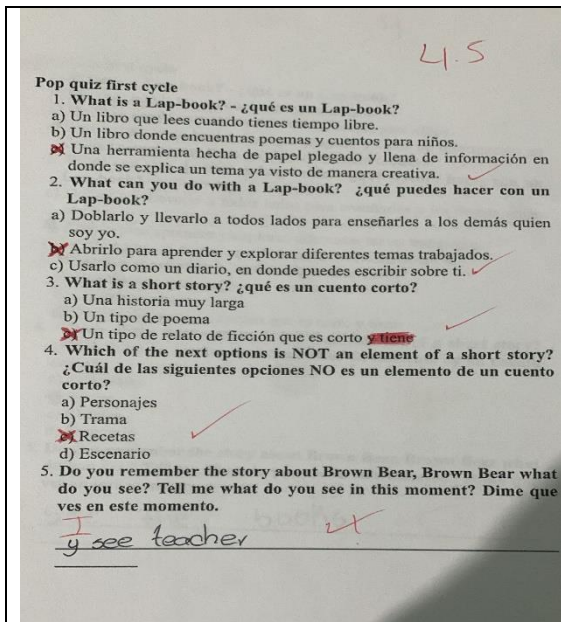 4.5
Pop quiz first cycle
1. What is a Lap-book? - ¿qué es un Lap-book?
a) Un libro que lees cuando tienes tiempo libre.
b) Un libro donde encuentras poemas y cuentos para niños.
c) Una herramienta hecha de papel plegado y llena de información en
donde se explica un tema ya visto de manera creativa.
2. What can you do with a Lap-book? ¿qué puedes hacer con un
Lap-book?
a) Doblarlo y llevarlo a todos lados para enseñarles a los demás quien
soy yo.
b) Abrirlo para aprender y explorar diferentes temas trabajados.
c) Usarlo como un diario, en donde puedes escribir sobre ti.
3. What is a short story? ¿qué es un cuento corto?
a) Una historia muy larga
b) Un tipo de poema
c) Un tipo de relato de ficción que es corto y tiene
4. Which of the next options is NOT an element of a short story?
¿Cuál de las siguientes opciones NO es un elemento de un cuento
corto?
a) Personajes
b) Trama
c) Recetas
d) Escenario
5. Do you remember the story about Brown Bear, Brown Bear what
do you see? Tell me what do you see in this moment? Dime que
ves en este momento.
I
y see teacher